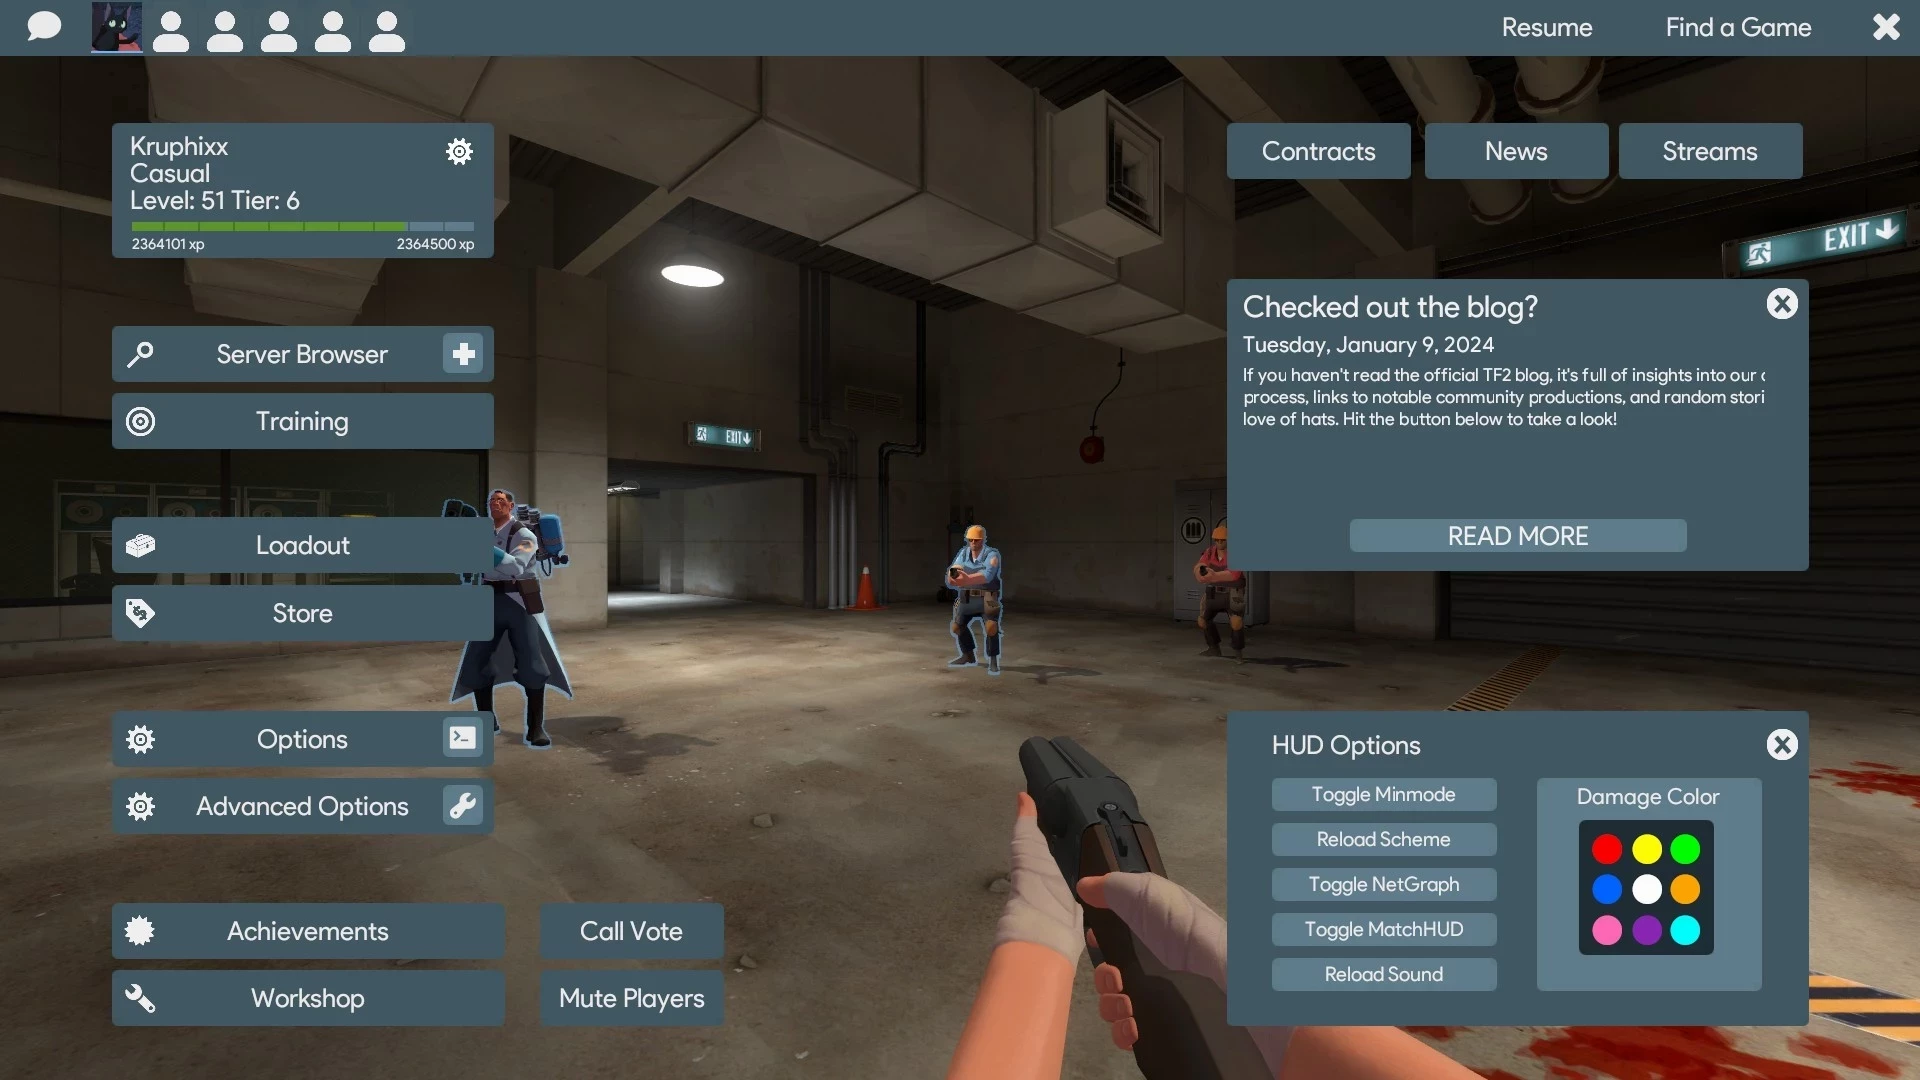 Resume
Find a Game
Kruphixx
Casual
Level: 51 Tier: 6
2364101 xp
2364500 xp
Contracts
News
Streams
EXIT
Server Browser
Training
EXIT
Checked out the blog?
Tuesday, January 9, 2024
If you haven't read the official TF2 blog, it's full of insights into our
process, links to notable community productions, and random stori
love of hats. Hit the button below to take a look!
READ MORE
Loadout
Store
Options
Advanced Options
HUD Options
Toggle Minmode
Reload Scheme
Toggle NetGraph
Toggle MatchHUD
Reload Sound
Damage Color
Achievements
Call Vote
Workshop
Mute Players